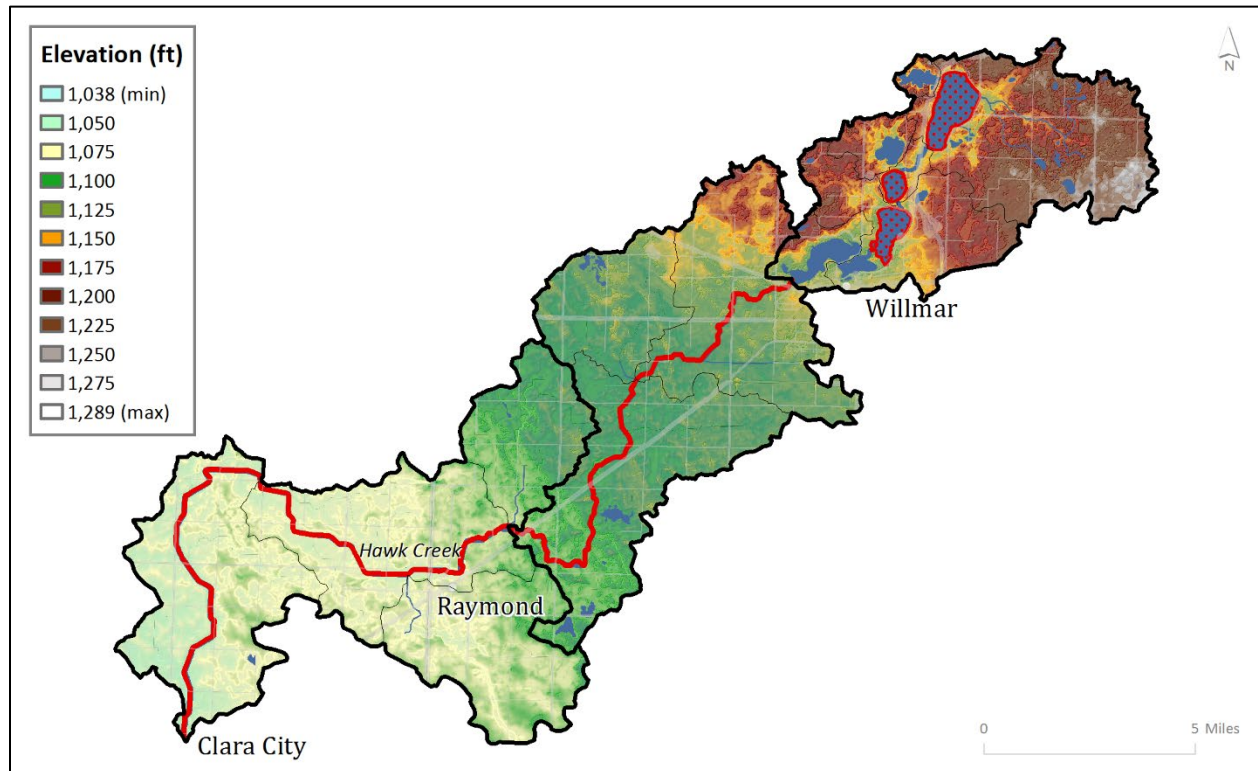 Elevation (ft)
1,038 (min)
1,050
1,075
1,100
1,125
1,150
1,175
1,200
1,225
1,250
1,275
1,289 (max)
N
Willmar
Hawk Creek
Raymond
Clara City
0 5 Miles